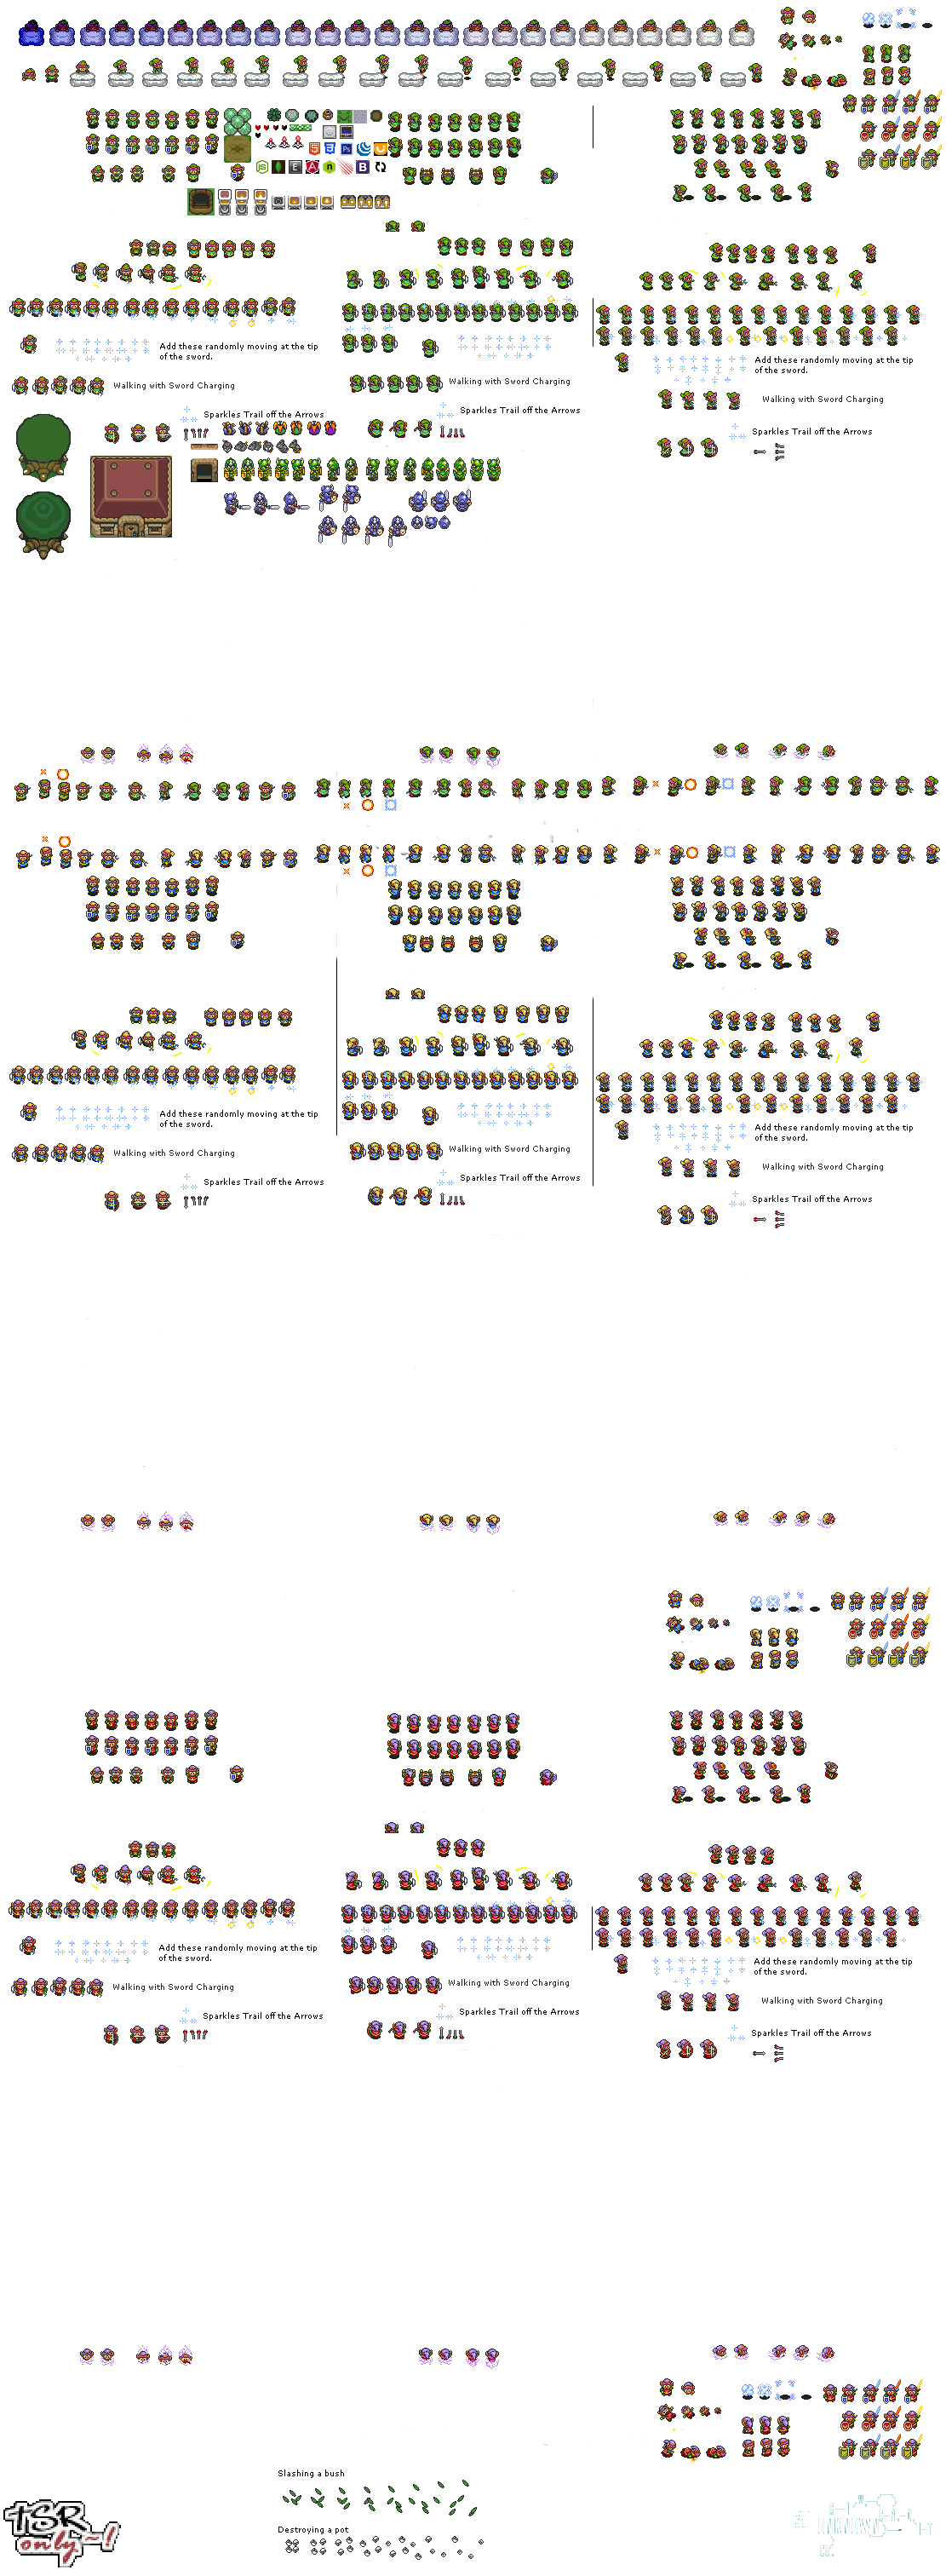 Add these randomly moving at the tip
of the sword.
Add these randomly moving at the tip
of the sword.
Walking with Sword Charging
Walking with Sword Charging
Walking with Sword Charging
Sparkles Trail off the Arrows
Sparkles Trail off the Arrows
Sparkles Trail off the Arrows
Add these randomly moving at the tip
of the sword.
Add these randomly moving at the tip
of the sword.
Walking with Sword Charging
Walking with Sword Charging
Walking with Sword Charging
Sparkles Trail off the Arrows
Sparkles Trail off the Arrows
Sparkles Trail off the Arrows
Add these randomly moving at the tip
of the sword.
Add these randomly moving at the tip
of the sword.
Walking with Sword Charging
Walking with Sword Charging
Walking with Sword Charging
Sparkles Trail off the Arrows
Sparkles Trail off the Arrows
Sparkles Trail off the Arrows
Slashing a bush
Destroying a pot
tSR
only~!